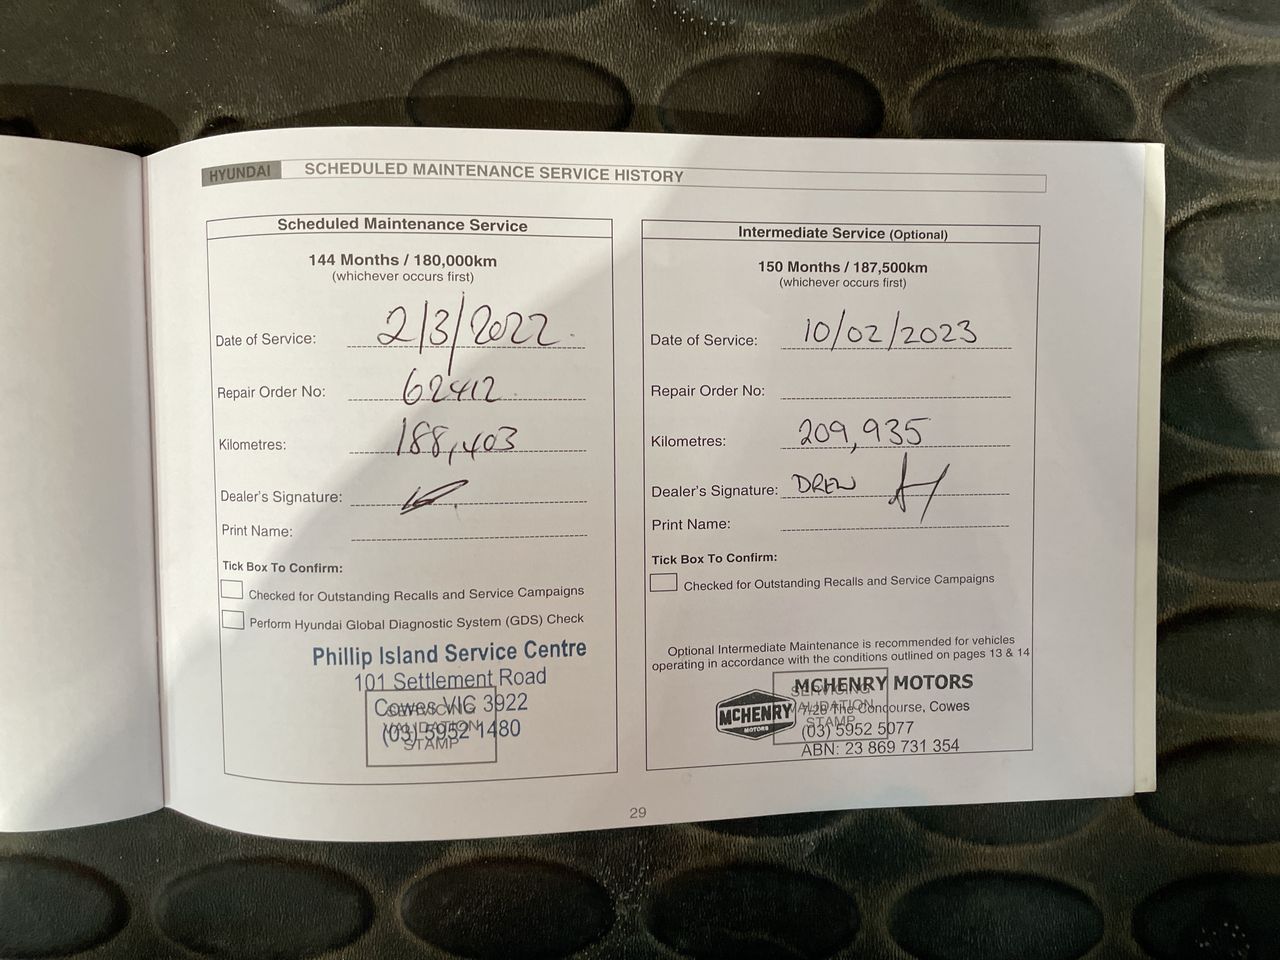 HYUNDAI SCHEDULED MAINTENANCE SERVICE HISTORY
Scheduled Maintenance Service
144 Months / 180,000km
(whichever occurs first)
Date of Service: 2/3/2022
Repair Order No: 62412
Kilometres: 188,403
Dealer's Signature:
Print Name:
Tick Box To Confirm:
Checked for Outstanding Recalls and Service Campaigns
Perform Hyundai Global Diagnostic System (GDS) Check
Phillip Island Service Centre
101 Settlement Road
Cowes VIC 3922
(03) 5952 1480
SERVICING
VALIDATION
STAMP
Intermediate Service (Optional)
150 Months / 187,500km
(whichever occurs first)
Date of Service: 10/02/2023
Repair Order No:
Kilometres: 209,935
Dealer's Signature: DREW
Print Name:
Tick Box To Confirm:
Checked for Outstanding Recalls and Service Campaigns
Optional Intermediate Maintenance is recommended for vehicles
operating in accordance with the conditions outlined on pages 13 & 14
MCHENRY
MOTORS
MCHENRY MOTORS
The Concourse, Cowes
(03) 5952 5077
ABN: 23 869 731 354
SERVICING
VALIDATION
STAMP
29